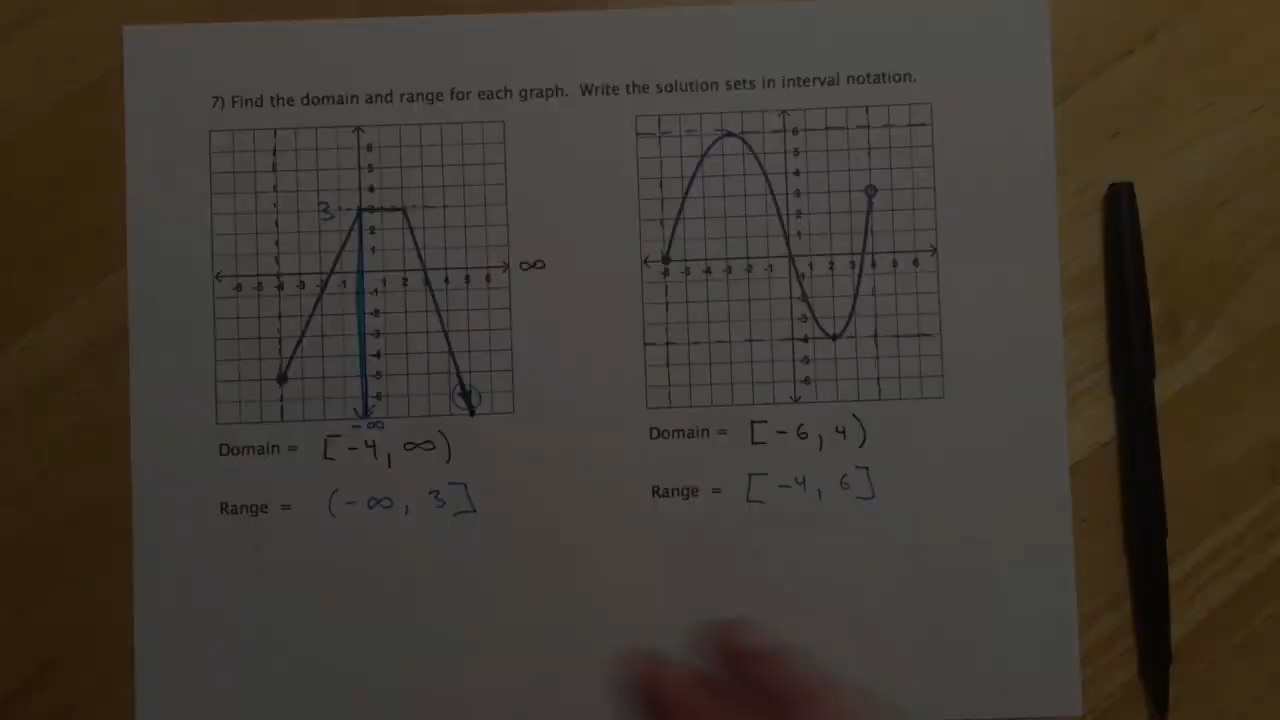 7) Find the domain and range for each graph. Write the solution sets in interval notation.
3
∞
-∞
Domain = [-4, ∞)
Range = (-∞, 3]
Domain = [-6, 4)
Range = [-4, 6]